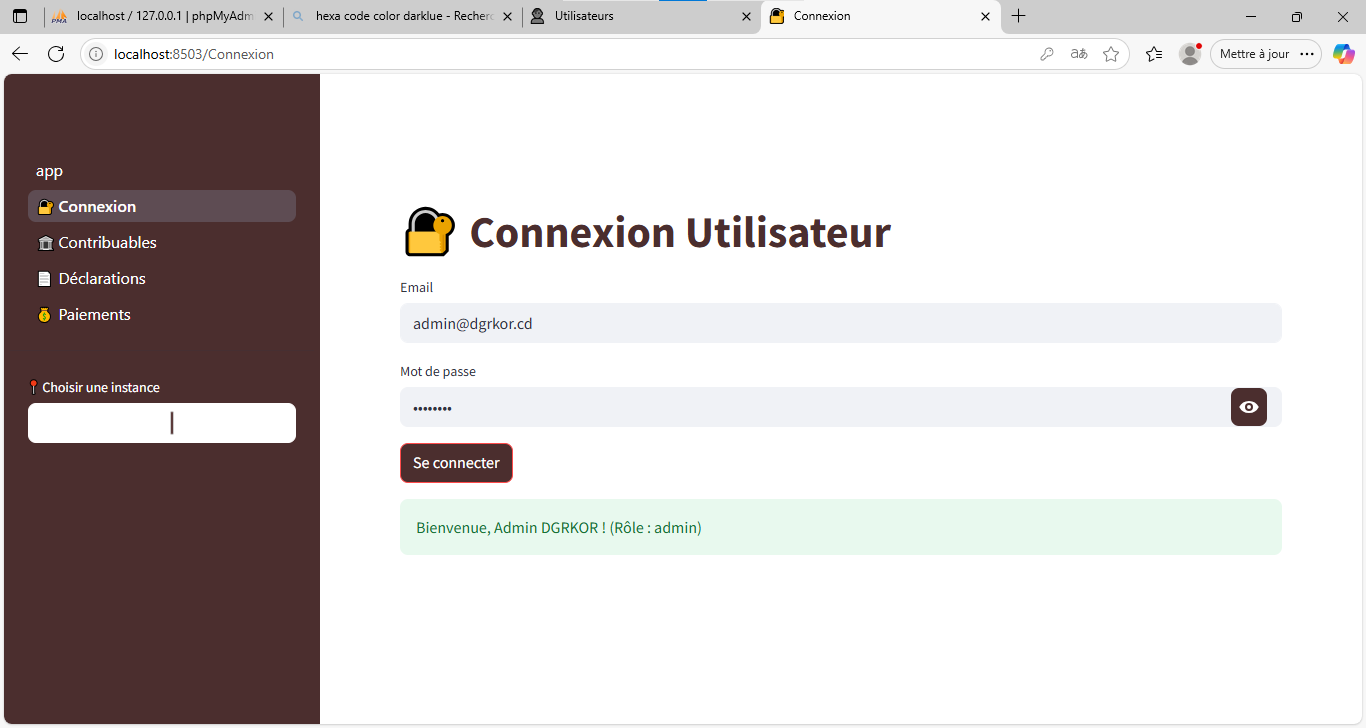 localhost / 127.0.0.1 | phpMyAdm
hexa code color darklue - Recherc
Utilisateurs
Connexion
localhost:8503/Connexion
aあ
Mettre à jour
app
Connexion
Contribuables
Déclarations
Paiements
Choisir une instance
Connexion Utilisateur
Email
admin@dgrkor.cd
Mot de passe
••••••••
Se connecter
Bienvenue, Admin DGRKOR ! (Rôle : admin)